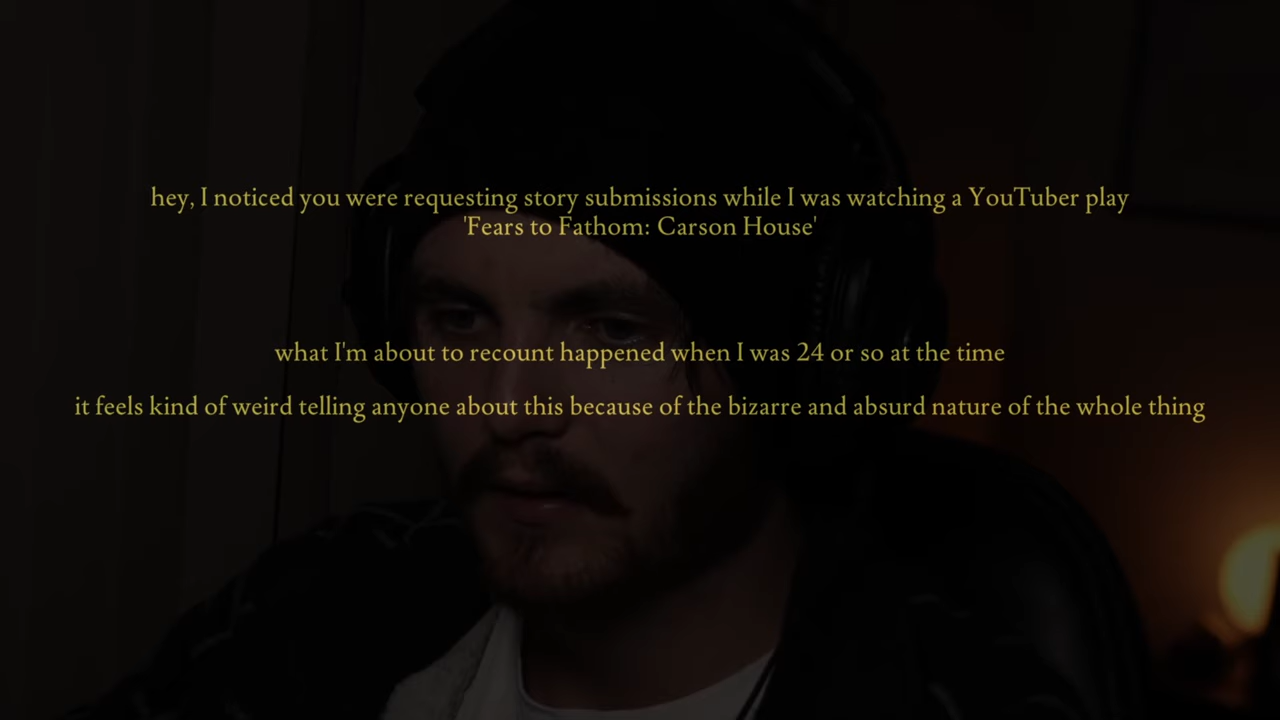 hey, I noticed you were requesting story submissions while I was watching a YouTuber play
'Fears to Fathom: Carson House'
what I'm about to recount happened when I was 24 or so at the time
it feels kind of weird telling anyone about this because of the bizarre and absurd nature of the whole thing